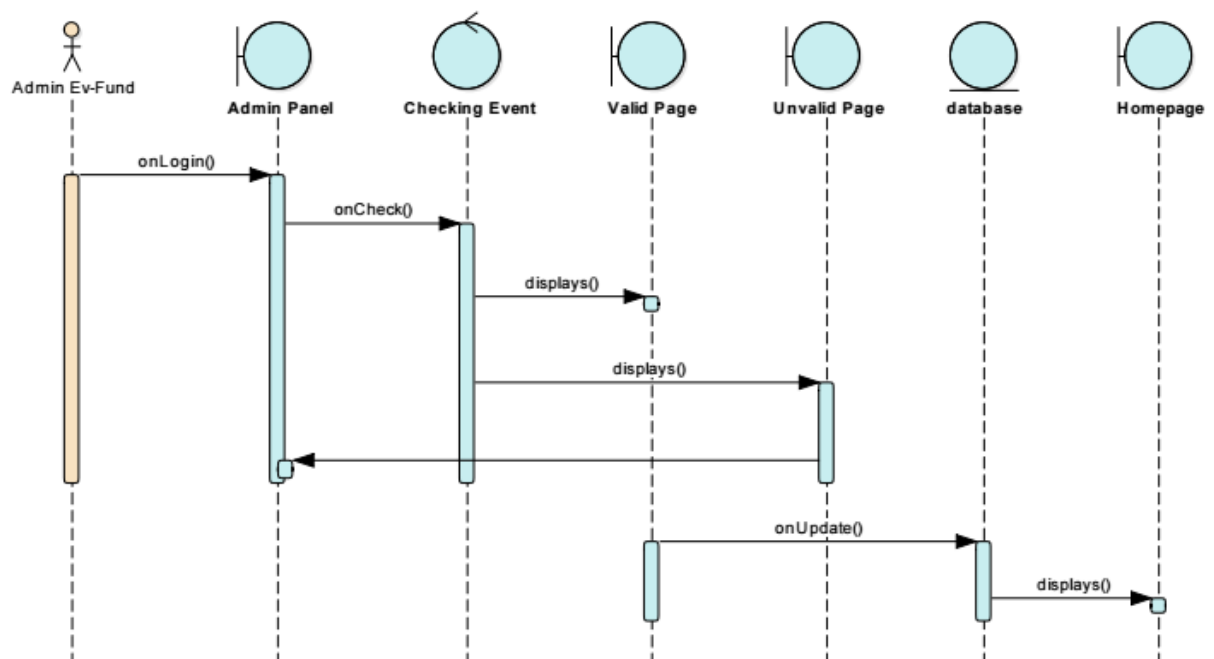 Admin Ev-Fund
Admin Panel
Checking Event
Valid Page
Unvalid Page
database
Homepage
onLogin()
onCheck()
displays()
displays()
onUpdate()
displays()